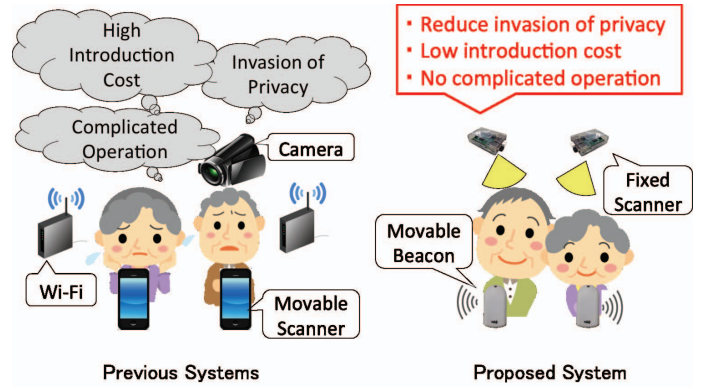 High
Introduction
Cost
Invasion of
Privacy
Complicated
Operation
Camera
Wi-Fi
Movable
Scanner
Previous Systems
・Reduce invasion of privacy
・Low introduction cost
・No complicated operation
Fixed
Scanner
Movable
Beacon
Proposed System